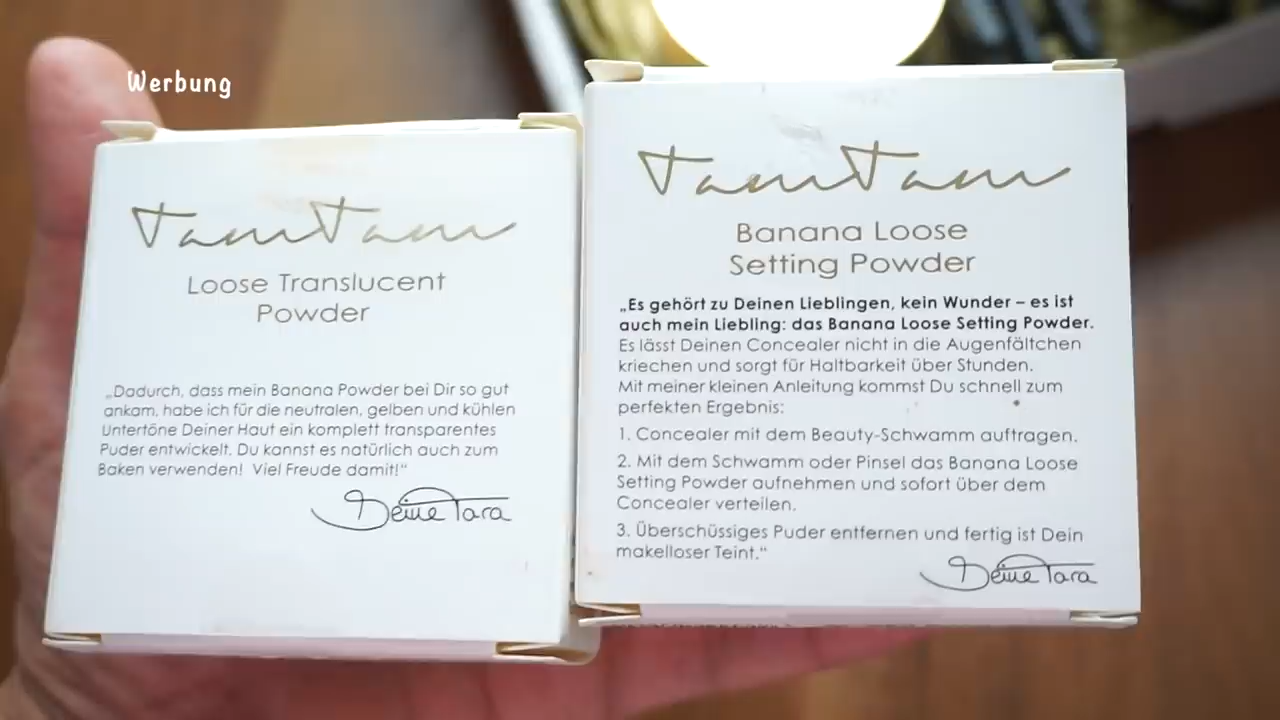 Werbung
TamTam
Loose Translucent
Powder
„Dadurch, dass mein Banana Powder bei Dir so gut
ankam, habe ich für die neutralen, gelben und kühlen
Untertöne Deiner Haut ein komplett transparentes
Puder entwickelt. Du kannst es natürlich auch zum
Baken verwenden! Viel Freude damit!“
Deine Tara
TamTam
Banana Loose
Setting Powder
„Es gehört zu Deinen Lieblingen, kein Wunder – es ist
auch mein Liebling: das Banana Loose Setting Powder.
Es lässt Deinen Concealer nicht in die Augenfältchen
kriechen und sorgt für Haltbarkeit über Stunden.
Mit meiner kleinen Anleitung kommst Du schnell zum
perfekten Ergebnis:
1. Concealer mit dem Beauty-Schwamm auftragen.
2. Mit dem Schwamm oder Pinsel das Banana Loose
Setting Powder aufnehmen und sofort über dem
Concealer verteilen.
3. Überschüssiges Puder entfernen und fertig ist Dein
makelloser Teint.“
Deine Tara